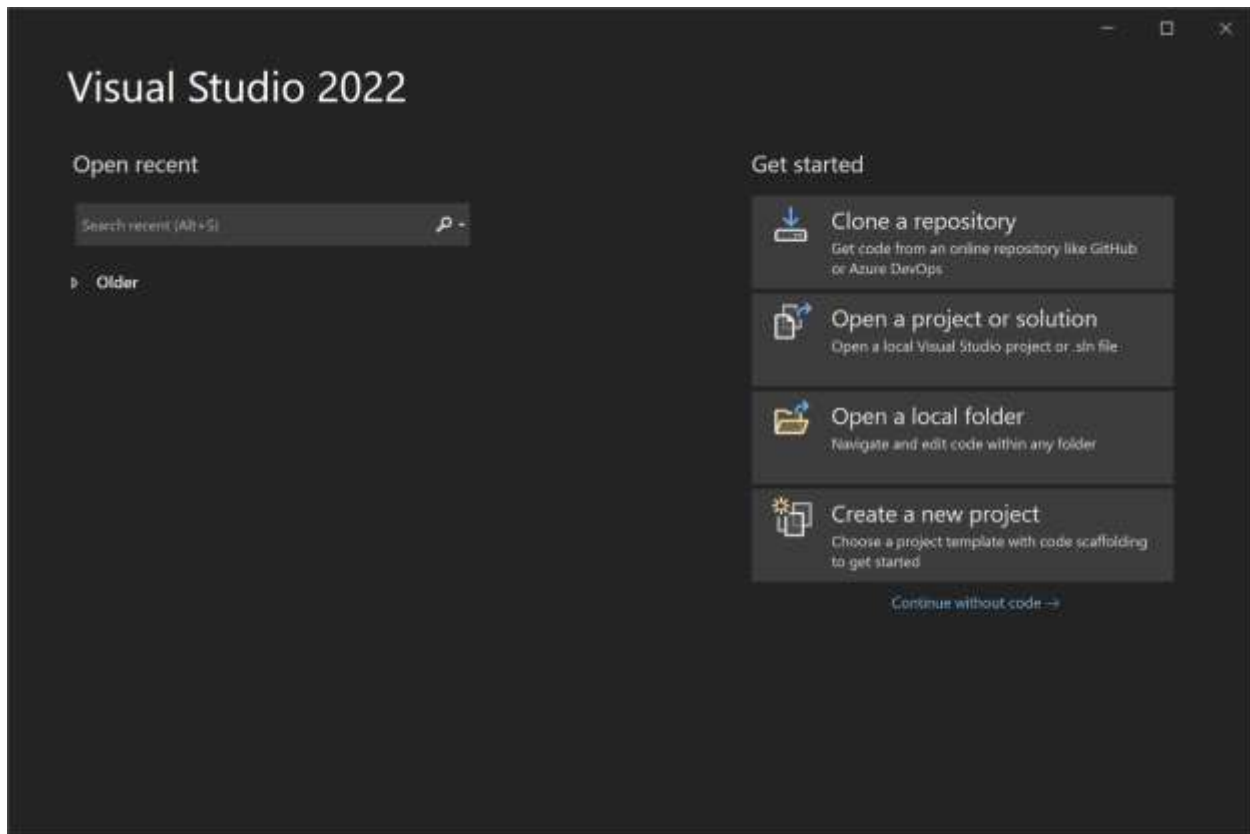 Visual Studio 2022
Open recent
Search recent (Alt+S)
Older
Get started
Clone a repository
Get code from an online repository like GitHub
or Azure DevOps
Open a project or solution
Open a local Visual Studio project or .sln file
Open a local folder
Navigate and edit code within any folder
Create a new project
Choose a project template with code scaffolding
to get started
Continue without code →